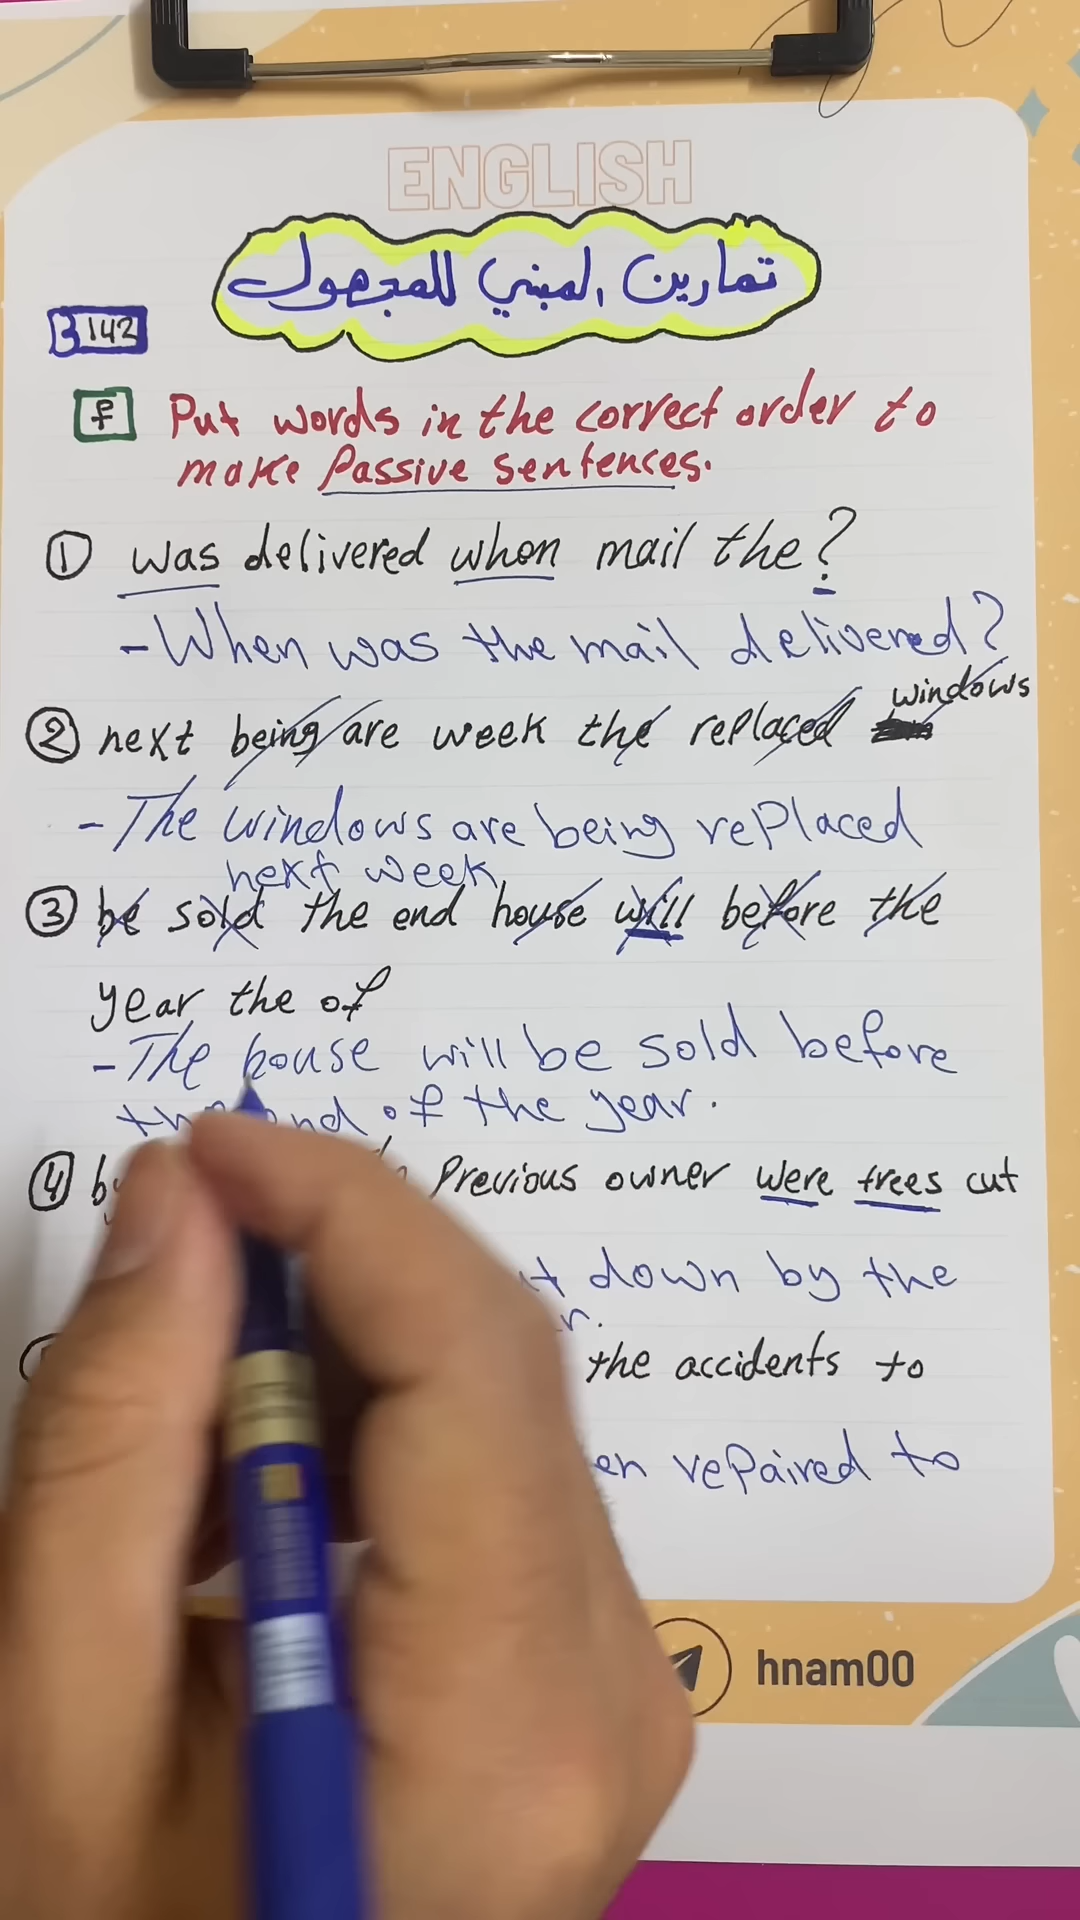 ENGLISH
تمارين المبني للمجهول
142
f Put words in the correct order to
make Passive sentences.
① was delivered when mail the?
- When was the mail delivered?
windows
② next being are week the replaced
- The windows are being replaced
next week
③ be sold the end house will before the
year the of
- The house will be sold before
the end of the year.
④ by Previous owner were trees cut
down by the
the accidents to
repaired to
hnam00